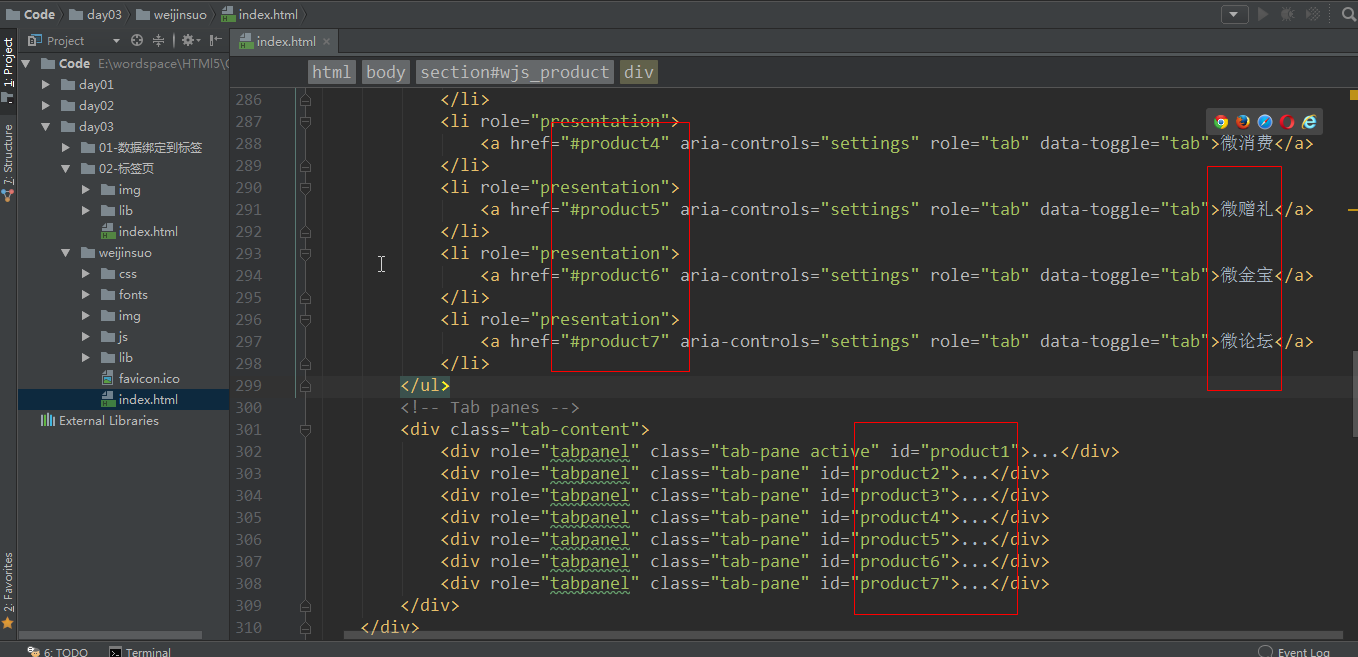 Code day03 weijinsuo index.html
Project
index.html
1: Project
7: Structure
2: Favorites
Code E:\wordspace\HTMl5\C
day01
day02
day03
01-数据绑定到标签
02-标签页
img
lib
index.html
weijinsuo
css
fonts
img
js
lib
favicon.ico
index.html
External Libraries
html body section#wjs_product div
286 </li>
287 <li role="presentation">
288 <a href="#product4" aria-controls="settings" role="tab" data-toggle="tab">微消费</a>
289 </li>
290 <li role="presentation">
291 <a href="#product5" aria-controls="settings" role="tab" data-toggle="tab">微赠礼</a>
292 </li>
293 <li role="presentation">
294 <a href="#product6" aria-controls="settings" role="tab" data-toggle="tab">微金宝</a>
295 </li>
296 <li role="presentation">
297 <a href="#product7" aria-controls="settings" role="tab" data-toggle="tab">微论坛</a>
298 </li>
299 </ul>
300 <!-- Tab panes -->
301 <div class="tab-content">
302 <div role="tabpanel" class="tab-pane active" id="product1">...</div>
303 <div role="tabpanel" class="tab-pane" id="product2">...</div>
304 <div role="tabpanel" class="tab-pane" id="product3">...</div>
305 <div role="tabpanel" class="tab-pane" id="product4">...</div>
306 <div role="tabpanel" class="tab-pane" id="product5">...</div>
307 <div role="tabpanel" class="tab-pane" id="product6">...</div>
308 <div role="tabpanel" class="tab-pane" id="product7">...</div>
309 </div>
310 </div>
6: TODO Terminal Event Log